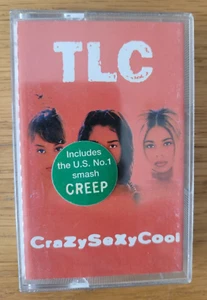 TLC
Includes
the U.S. No.1
smash
CREEP
CraZySeXyCool